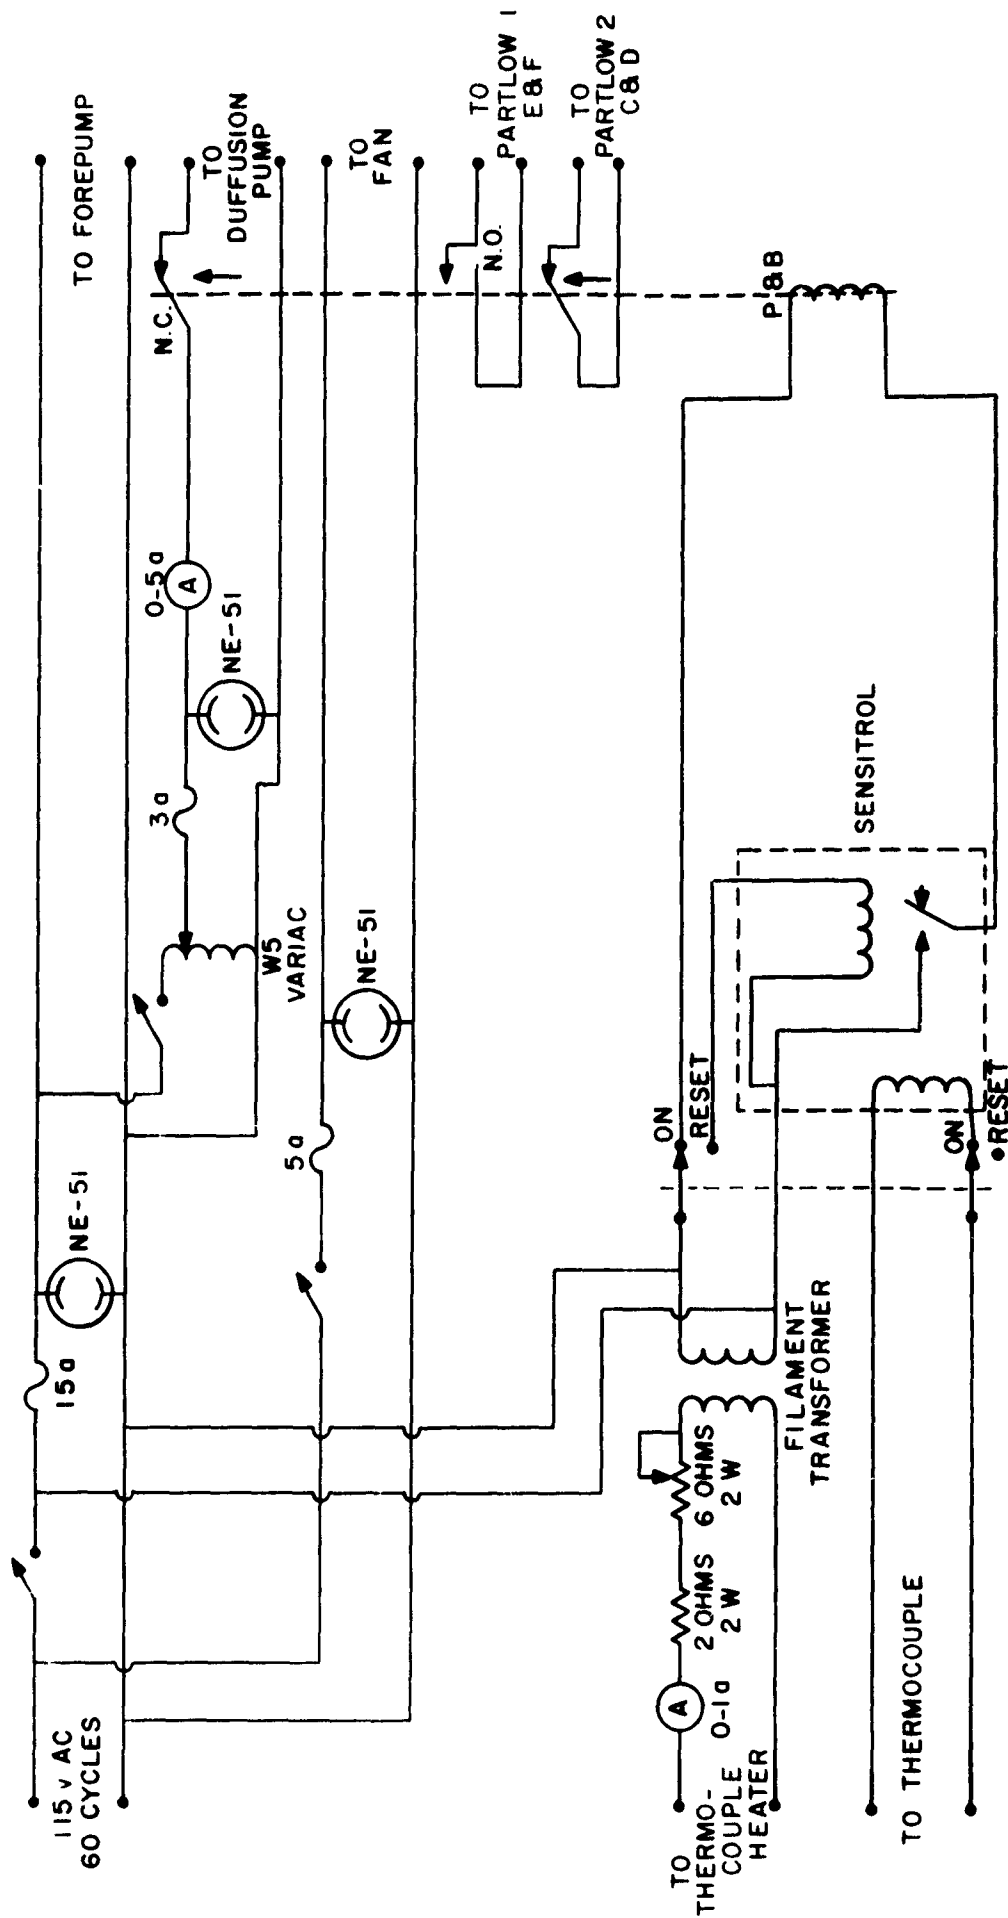 115 v AC
60 CYCLES
15a
NE-51
TO FOREPUMP
W5
VARIAC
3a
NE-51
0-5a
A
N.C.
TO
DUFFUSION
PUMP
5a
NE-51
TO
FAN
N.O.
TO
PARTLOW 1
E&F
TO
PARTLOW 2
C&D
P&B
TO
THERMO-
COUPLE
HEATER
A
0-1a
2 OHMS
2 W
6 OHMS
2 W
FILAMENT
TRANSFORMER
ON
RESET
SENSITROL
TO THERMOCOUPLE
ON
RESET